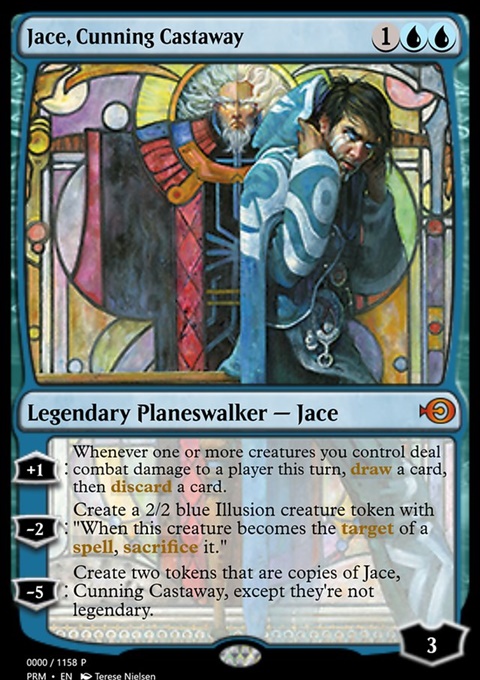 Jace, Cunning Castaway 1
Legendary Planeswalker — Jace
+1 : Whenever one or more creatures you control deal
combat damage to a player this turn, draw a card,
then discard a card.
−2 : Create a 2/2 blue Illusion creature token with
"When this creature becomes the target of a
spell, sacrifice it."
−5 : Create two tokens that are copies of Jace,
Cunning Castaway, except they're not
legendary.
3
0000 / 1158 P
PRM • EN Terese Nielsen